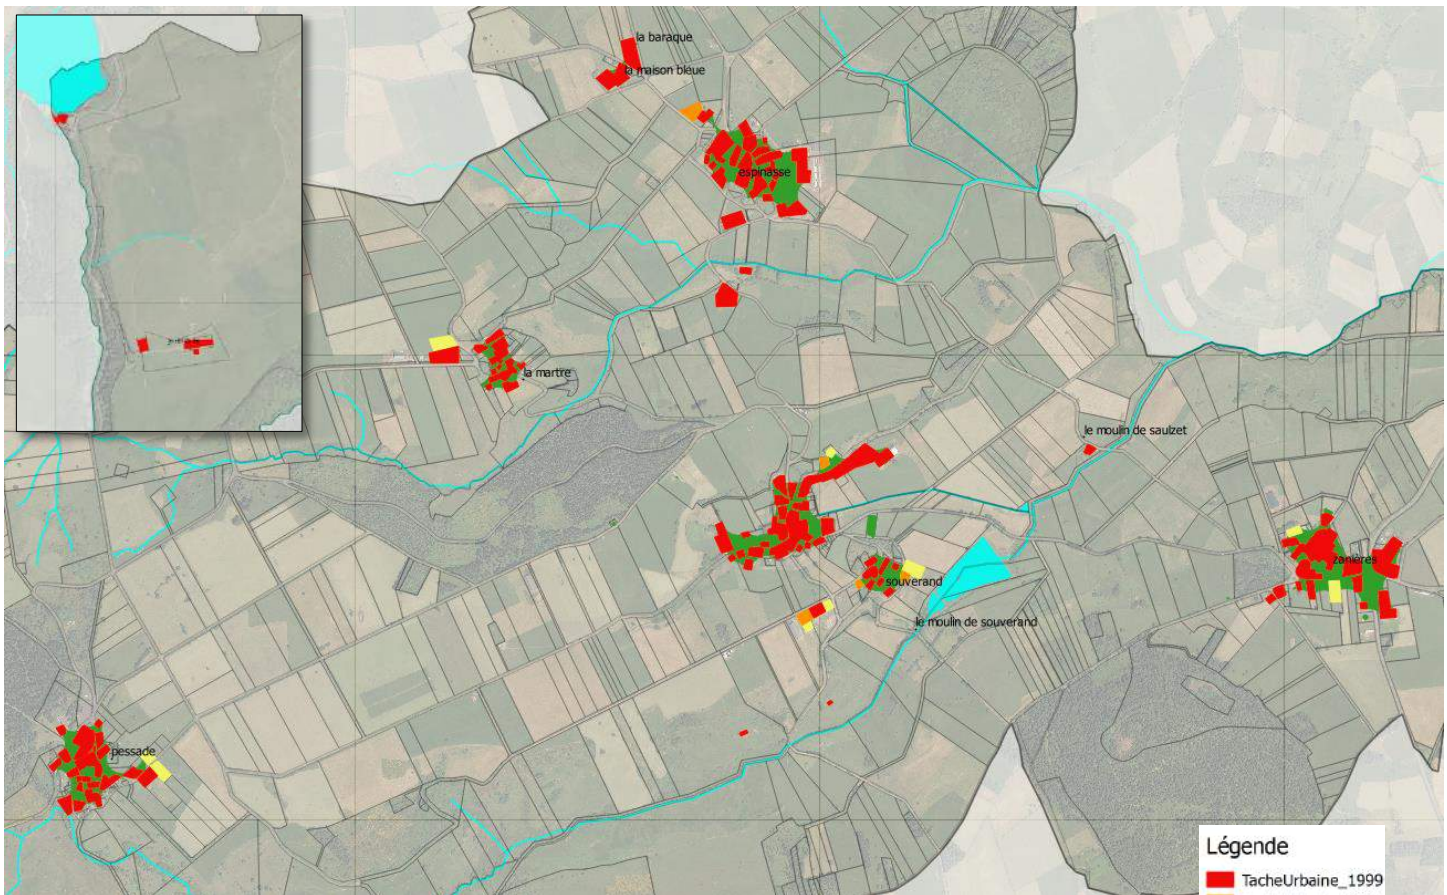 la baraque
la maison bleue
espinasse
la martre
le moulin de saulzet
zanières
souverand
le moulin de souverand
pessade
Légende
TacheUrbaine_1999